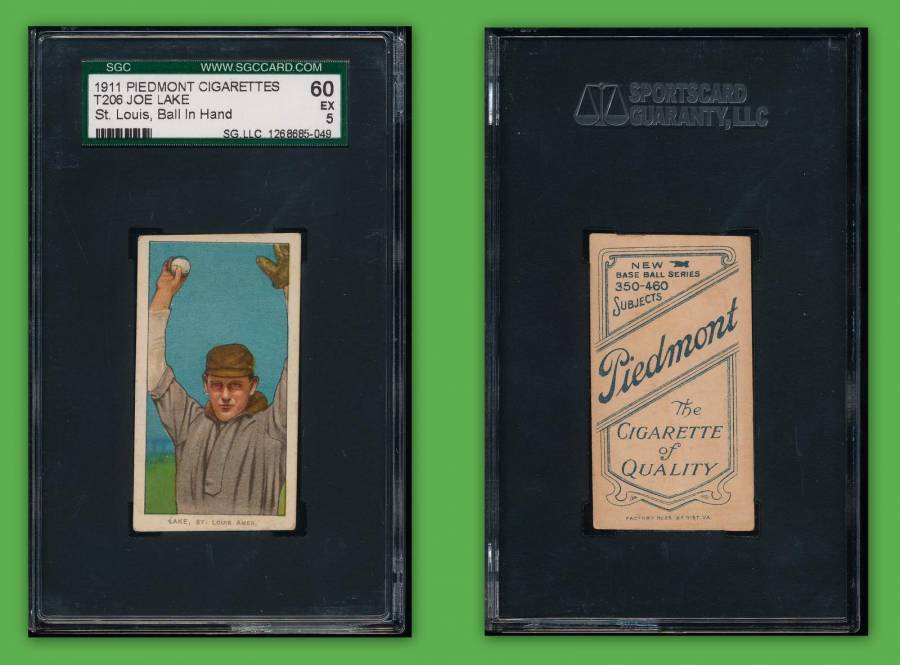 SGC WWW.SGCCARD.COM
1911 PIEDMONT CIGARETTES 60
T206 JOE LAKE EX
St. Louis, Ball In Hand 5
SG, LLC 1268685-049
LAKE, ST. LOUIS AMER.
SPORTSCARD
GUARANTY, LLC
NEW
BASE BALL SERIES
350-460
SUBJECTS
Piedmont
The
CIGARETTE
of
QUALITY
FACTORY No. 25. 2nd DIST. VA.